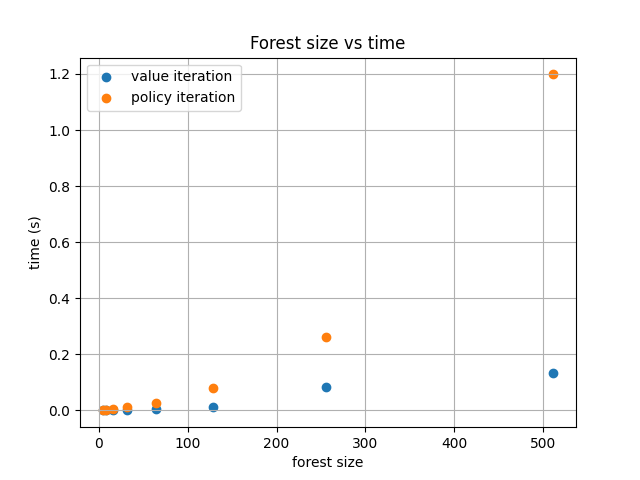 Forest size vs time
value iteration
policy iteration
time (s)
1.2
1.0
0.8
0.6
0.4
0.2
0.0
0 100 200 300 400 500
forest size